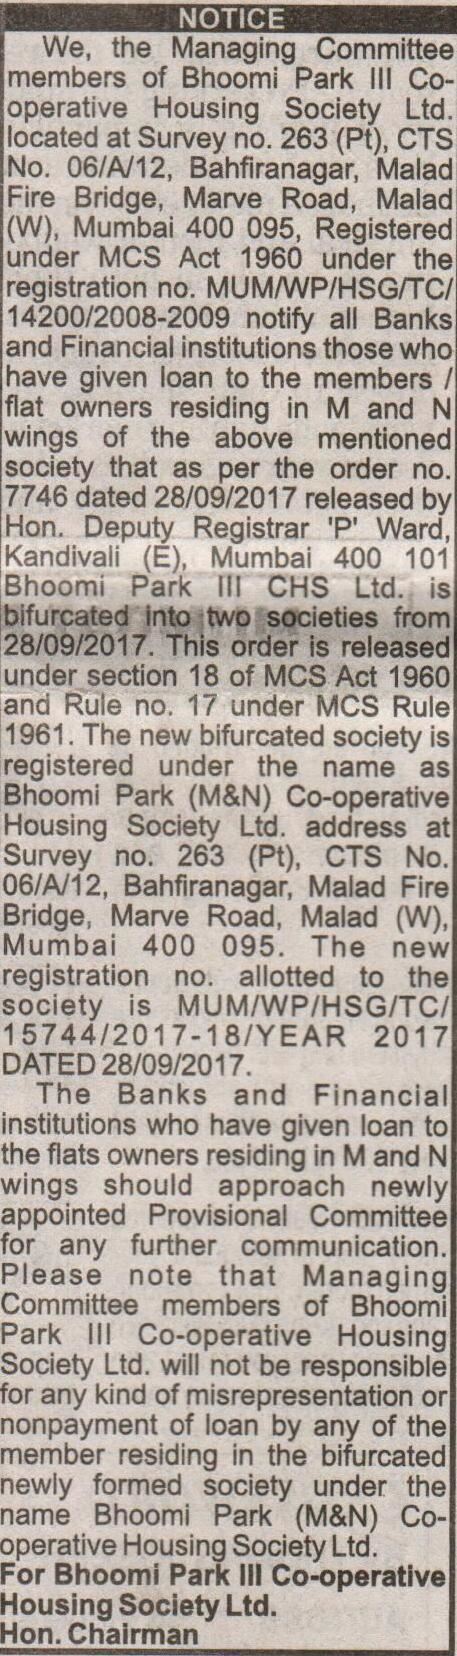 NOTICE
We, the Managing Committee
members of Bhoomi Park III Co-
operative Housing Society Ltd.
located at Survey no. 263 (Pt), CTS
No. 06/A/12, Bahfiranagar, Malad
Fire Bridge, Marve Road, Malad
(W), Mumbai 400 095, Registered
under MCS Act 1960 under the
registration no. MUM/WP/HSG/TC/
14200/2008-2009 notify all Banks
and Financial institutions those who
have given loan to the members /
flat owners residing in M and N
wings of the above mentioned
society that as per the order no.
7746 dated 28/09/2017 released by
Hon. Deputy Registrar 'P' Ward,
Kandivali (E), Mumbai 400 101
Bhoomi Park III CHS Ltd. is
bifurcated into two societies from
28/09/2017. This order is released
under section 18 of MCS Act 1960
and Rule no. 17 under MCS Rule
1961. The new bifurcated society is
registered under the name as
Bhoomi Park (M&N) Co-operative
Housing Society Ltd. address at
Survey no. 263 (Pt), CTS No.
06/A/12, Bahfiranagar, Malad Fire
Bridge, Marve Road, Malad (W),
Mumbai 400 095. The new
registration no. allotted to the
society is MUM/WP/HSG/TC/
15744/2017-18/YEAR 2017
DATED 28/09/2017.
The Banks and Financial
institutions who have given loan to
the flats owners residing in M and N
wings should approach newly
appointed Provisional Committee
for any further communication.
Please note that Managing
Committee members of Bhoomi
Park III Co-operative Housing
Society Ltd. will not be responsible
for any kind of misrepresentation or
nonpayment of loan by any of the
member residing in the bifurcated
newly formed society under the
name Bhoomi Park (M&N) Co-
operative Housing Society Ltd.
For Bhoomi Park III Co-operative
Housing Society Ltd.
Hon. Chairman